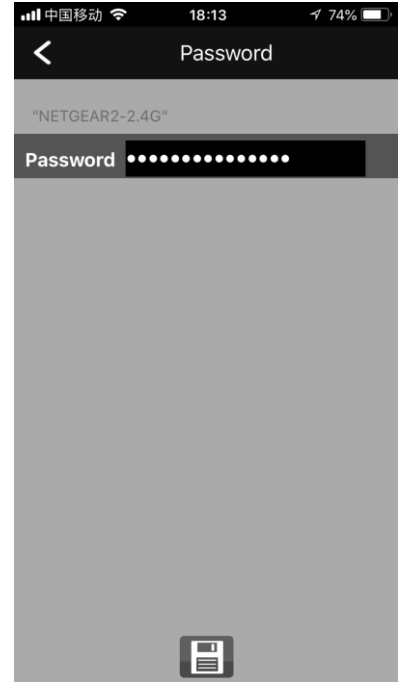 中国移动 18:13 74%
Password
"NETGEAR2-2.4G"
Password •••••••••••••••